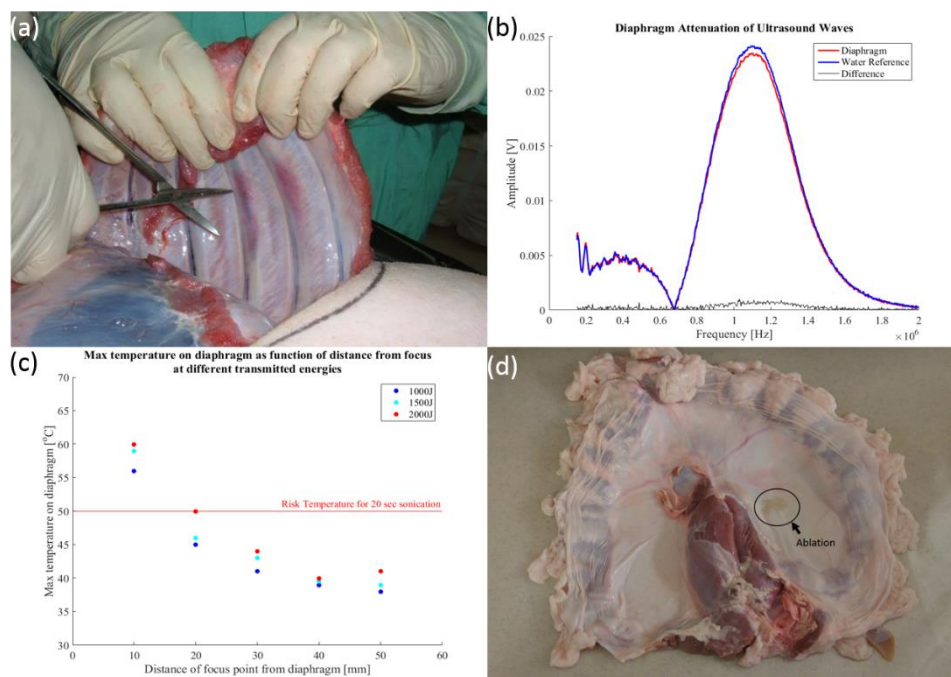 (a)
(b)
Diaphragm Attenuation of Ultrasound Waves
Diaphragm
Water Reference
Difference
Amplitude [V]
0.025
0.02
0.015
0.01
0.005
0
0 0.2 0.4 0.6 0.8 1 1.2 1.4 1.6 1.8 2
Frequency [Hz]
×10⁶
(c)
Max temperature on diaphragm as function of distance from focus
at different transmitted energies
1000J
1500J
2000J
Max temperature on diaphragm [°C]
70
65
60
55
50
45
40
35
30
Risk Temperature for 20 sec sonication
0 10 20 30 40 50 60
Distance of focus point from diaphragm [mm]
(d)
Ablation